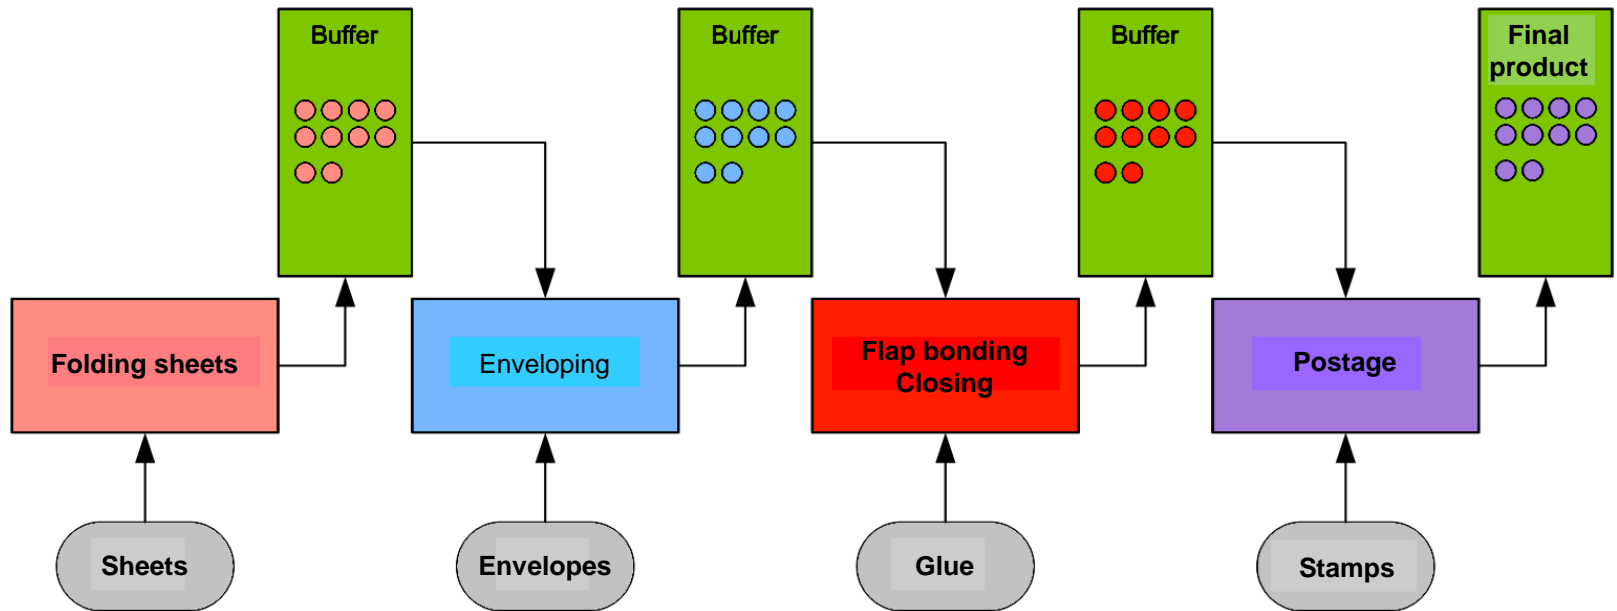 Buffer
Buffer
Buffer
Final
product
Folding sheets
Enveloping
Flap bonding
Closing
Postage
Sheets
Envelopes
Glue
Stamps